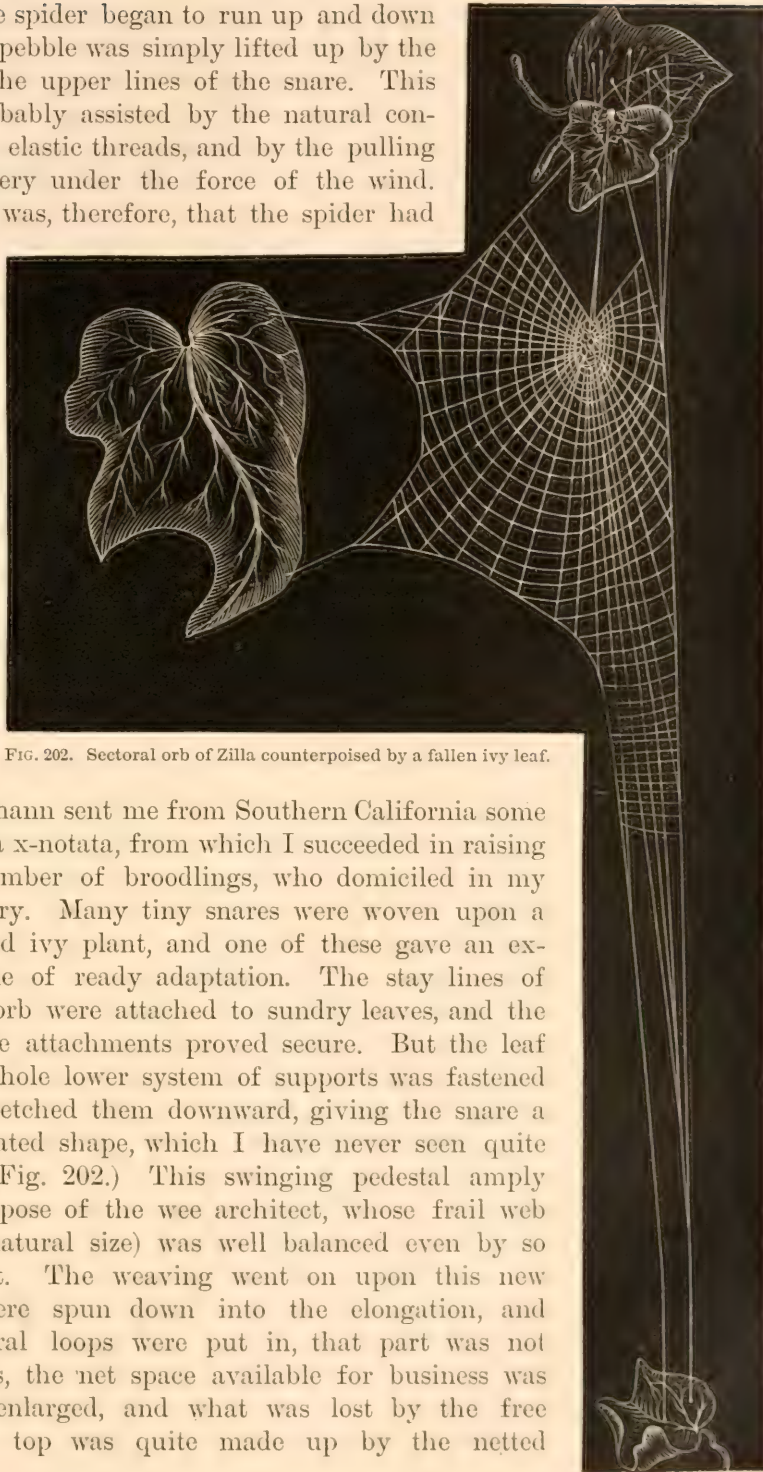 e spider began to run up and down
pebble was simply lifted up by the
he upper lines of the snare. This
bably assisted by the natural con-
elastic threads, and by the pulling
ery under the force of the wind.
was, therefore, that the spider had
FIG. 202. Sectoral orb of Zilla counterpoised by a fallen ivy leaf.
nann sent me from Southern California some
a x-notata, from which I succeeded in raising
mber of broodlings, who domiciled in my
ry. Many tiny snares were woven upon a
d ivy plant, and one of these gave an ex-
e of ready adaptation. The stay lines of
orb were attached to sundry leaves, and the
e attachments proved secure. But the leaf
hole lower system of supports was fastened
etched them downward, giving the snare a
ated shape, which I have never seen quite
Fig. 202.) This swinging pedestal amply
pose of the wee architect, whose frail web
atural size) was well balanced even by so
t. The weaving went on upon this new
ere spun down into the elongation, and
ral loops were put in, that part was not
s, the net space available for business was
enlarged, and what was lost by the free
top was quite made up by the netted